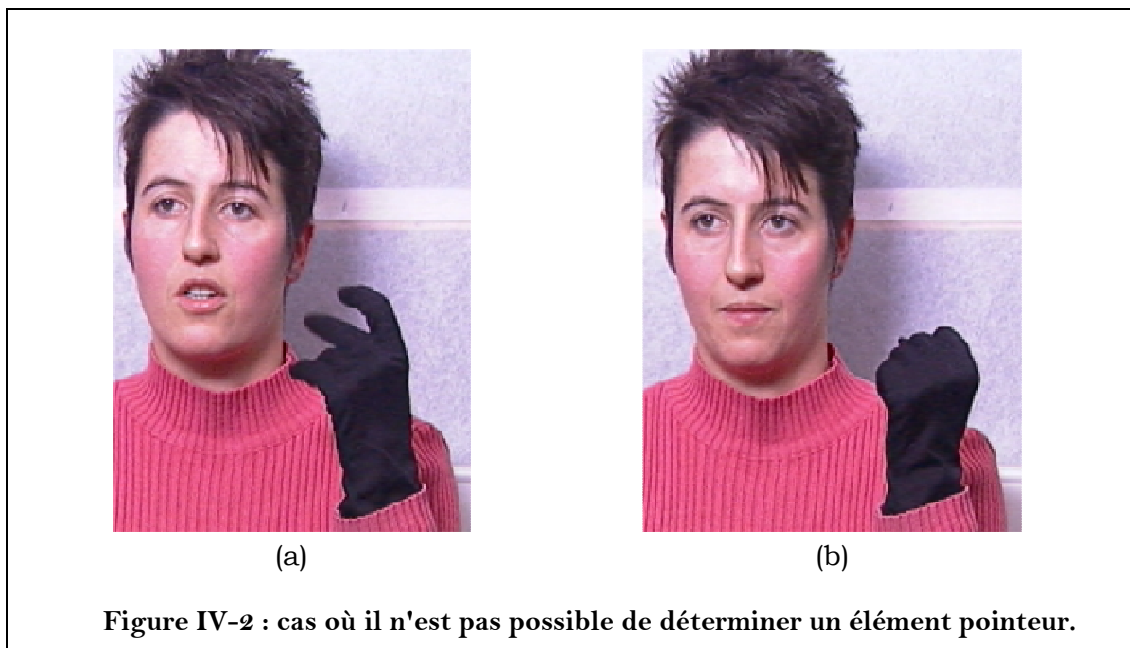 (a)
(b)
Figure IV-2 : cas où il n'est pas possible de déterminer un élément pointeur.